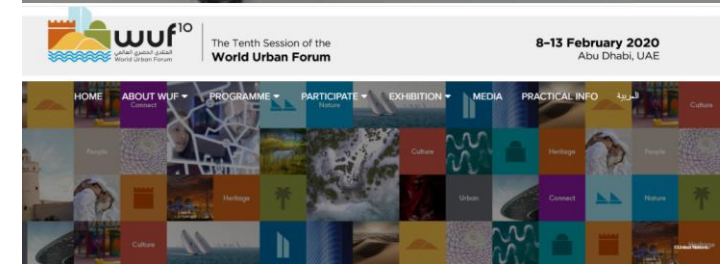 wuf10
المنتدى الحضري العالمي
World Urban Forum
The Tenth Session of the
World Urban Forum
8–13 February 2020
Abu Dhabi, UAE
HOME ABOUT WUF PROGRAMME PARTICIPATE EXHIBITION MEDIA PRACTICAL INFO العربية
Connect Nature Culture
People Culture Heritage People
Heritage Urban Connect Nature
Culture